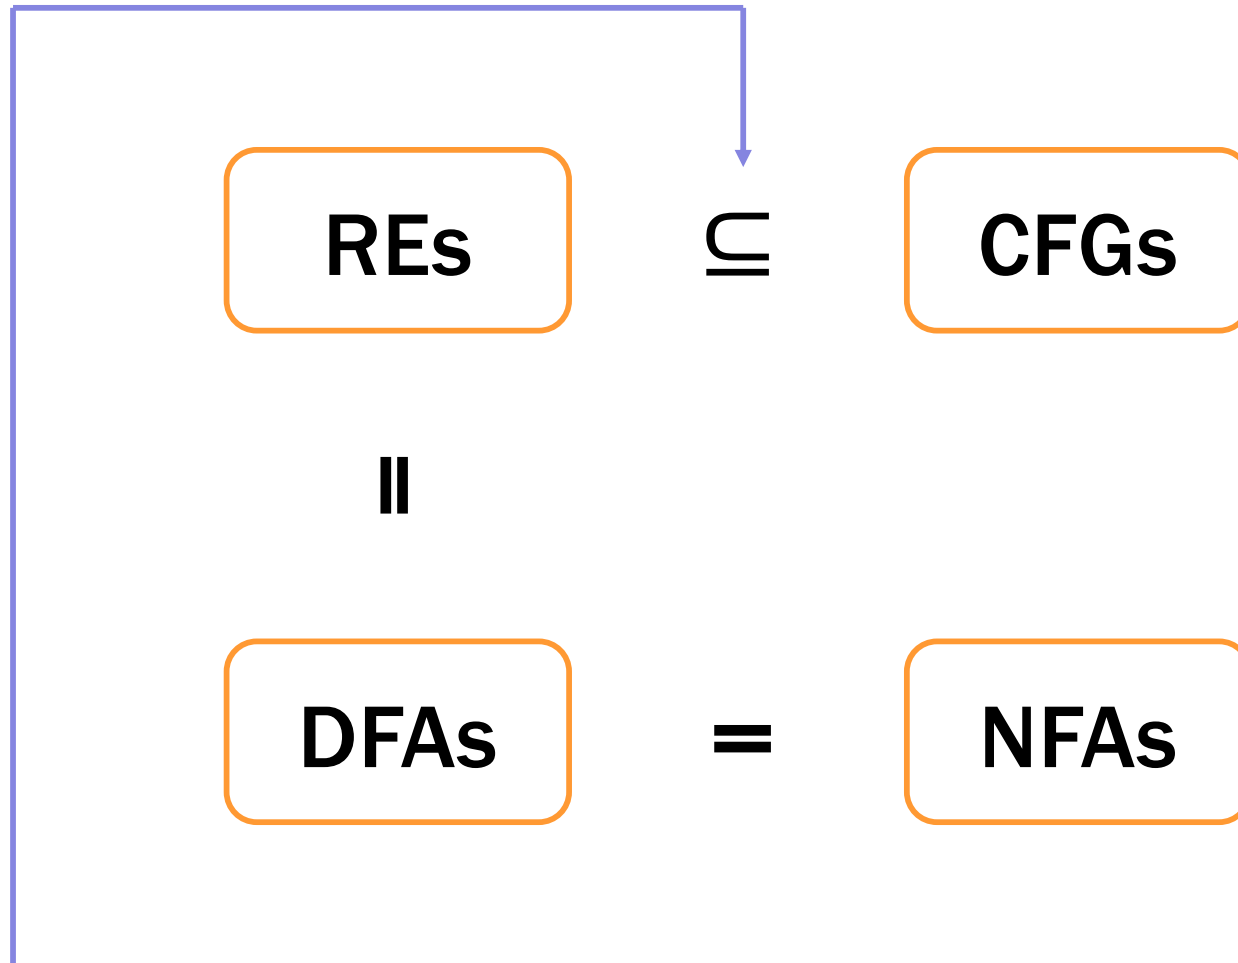 REs ⊆ CFGs
=
DFAs = NFAs